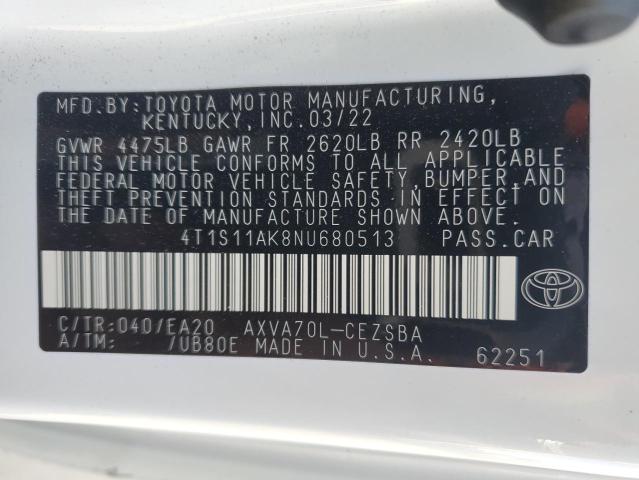 MFD.BY:TOYOTA MOTOR MANUFACTURING,
KENTUCKY,INC.03/22
GVWR 4475LB GAWR FR 2620LB RR 2420LB
THIS VEHICLE CONFORMS TO ALL APPLICABLE
FEDERAL MOTOR VEHICLE SAFETY,BUMPER,AND
THEFT PREVENTION STANDARDS IN EFFECT ON
THE DATE OF MANUFACTURE SHOWN ABOVE.
4T1S11AK8NU680513 PASS.CAR
C/TR:040/EA20 AXVA70L-CEZSBA
A/TM: /UB80E MADE IN U.S.A. 62251